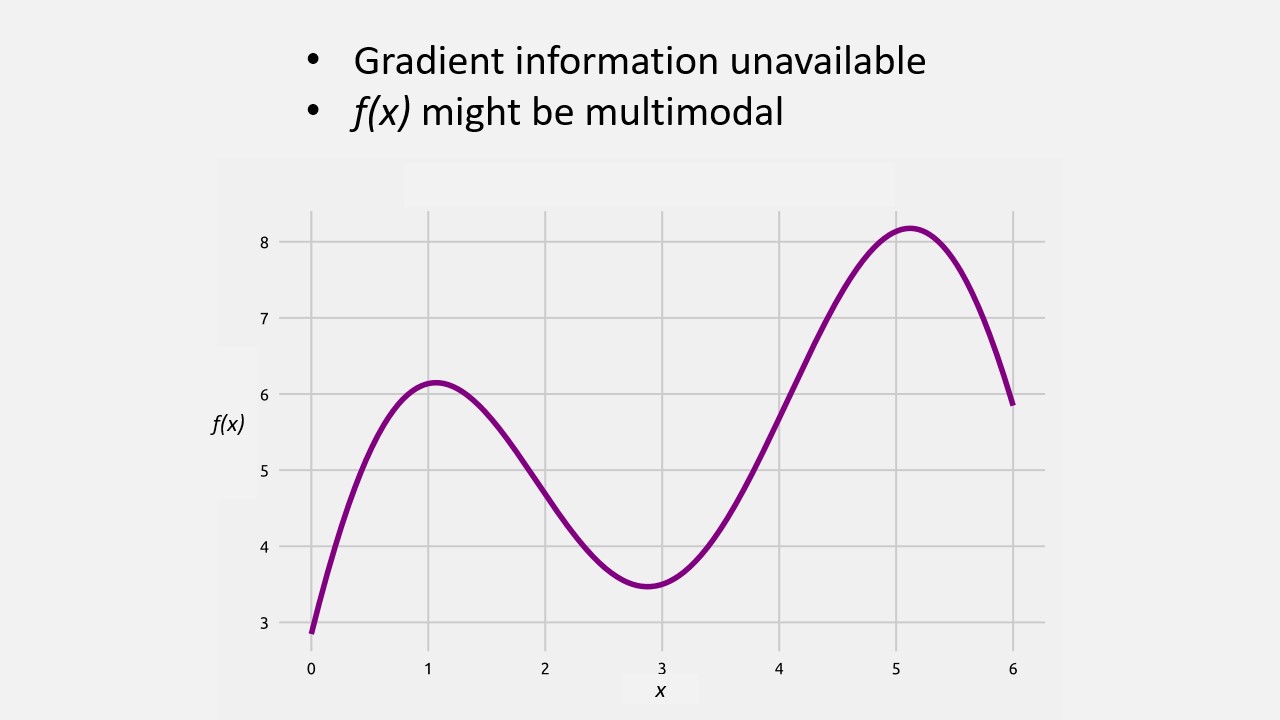 • Gradient information unavailable
• f(x) might be multimodal
8
7
6
f(x)
5
4
3
0 1 2 3 4 5 6
x